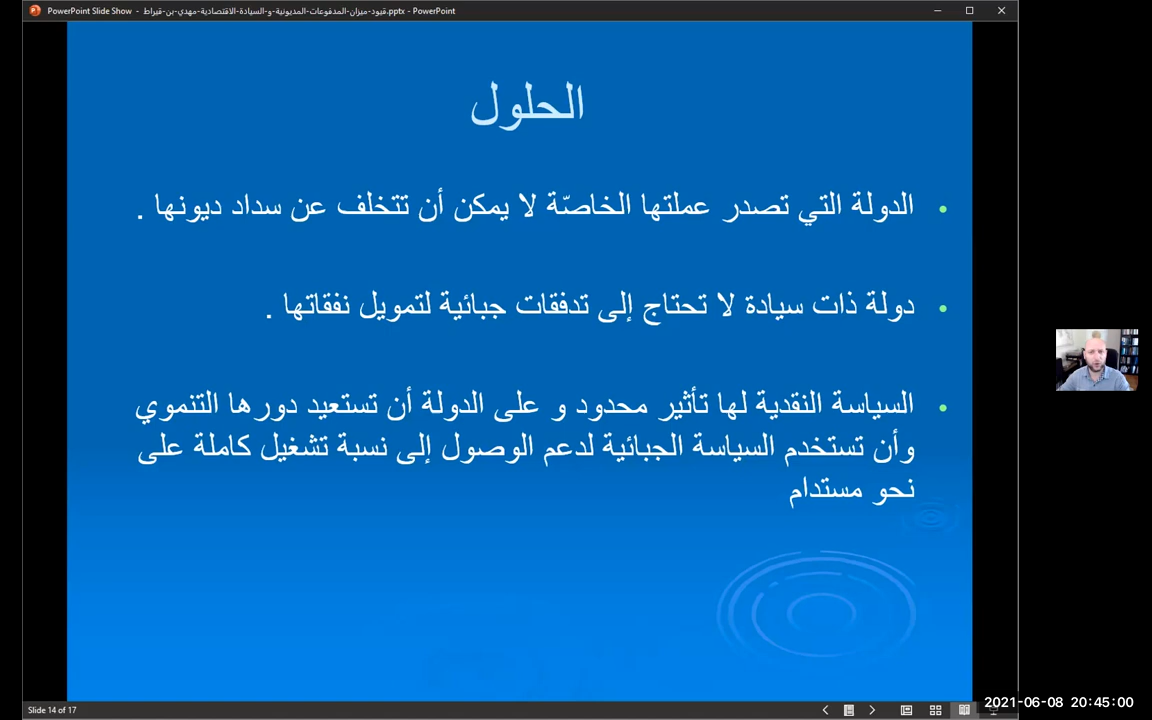 PowerPoint Slide Show - قيود-ميزان-المدفوعات-المديونية-و-السيادة-الاقتصادية-مهدي-بن-قيراط.pptx - PowerPoint
الحلول
• الدولة التي تصدر عملتها الخاصّة لا يمكن أن تتخلف عن سداد ديونها .
• دولة ذات سيادة لا تحتاج إلى تدفقات جبائية لتمويل نفقاتها .
• السياسة النقدية لها تأثير محدود و على الدولة أن تستعيد دورها التنموي
وأن تستخدم السياسة الجبائية لدعم الوصول إلى نسبة تشغيل كاملة على
نحو مستدام
Slide 14 of 17
2021-06-08 20:45:00